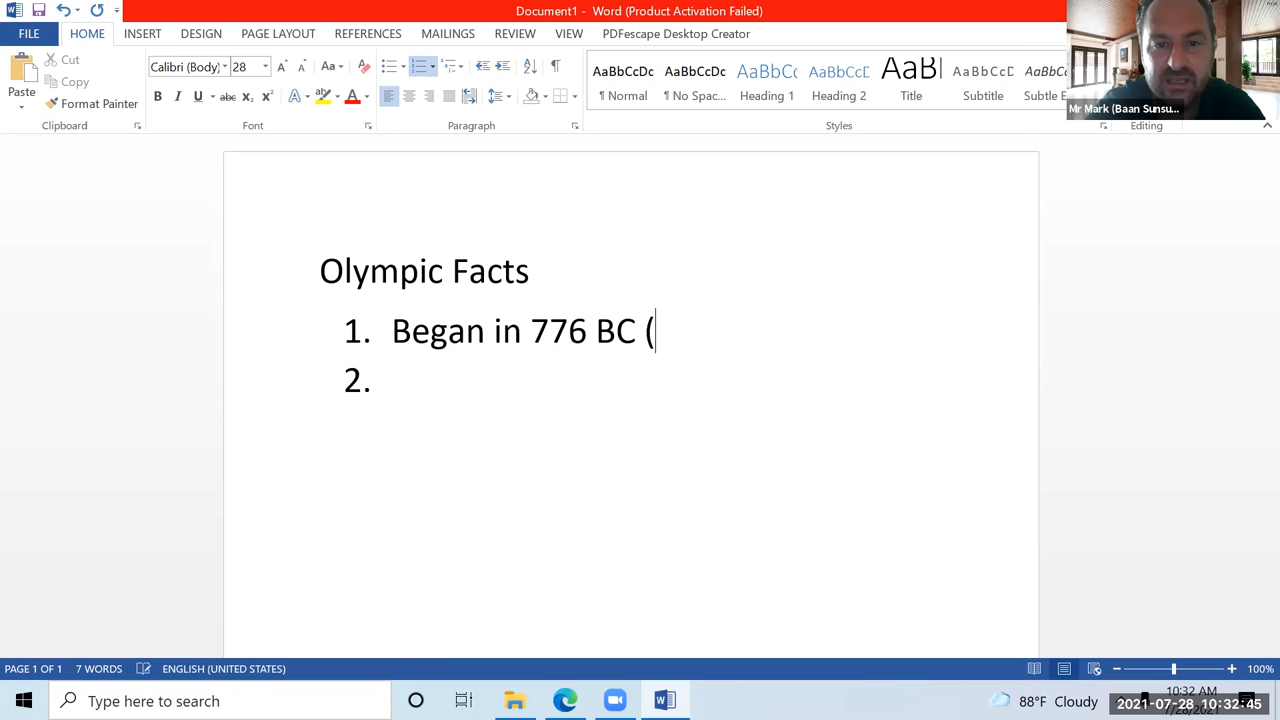 Document1 - Word (Product Activation Failed)
FILE HOME INSERT DESIGN PAGE LAYOUT REFERENCES MAILINGS REVIEW VIEW PDFescape Desktop Creator
Paste
Cut
Copy
Format Painter
Clipboard
Calibri (Body) 28
Font
Paragraph
AaBbCcDc AaBbCcDc AaBbCc AaBbCcD AaBl AaBbCcD AaBbCc
¶ Normal ¶ No Spac... Heading 1 Heading 2 Title Subtitle Subtle E
Styles
Editing
Mr Mark (Baan Sunsu...
Olympic Facts
1. Began in 776 BC (
2.
PAGE 1 OF 1 7 WORDS ENGLISH (UNITED STATES) 100%
Type here to search
88°F Cloudy
10:32 AM
2021-07-28 10:32:45